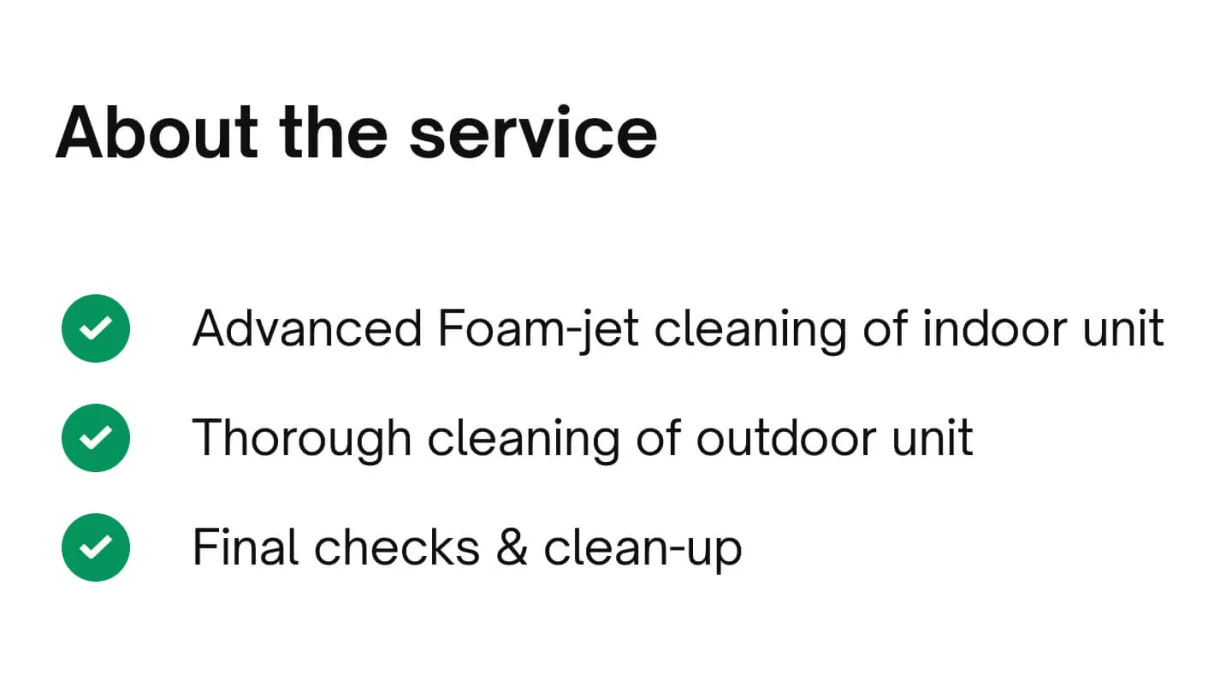 About the service
Advanced Foam-jet cleaning of indoor unit
Thorough cleaning of outdoor unit
Final checks & clean-up